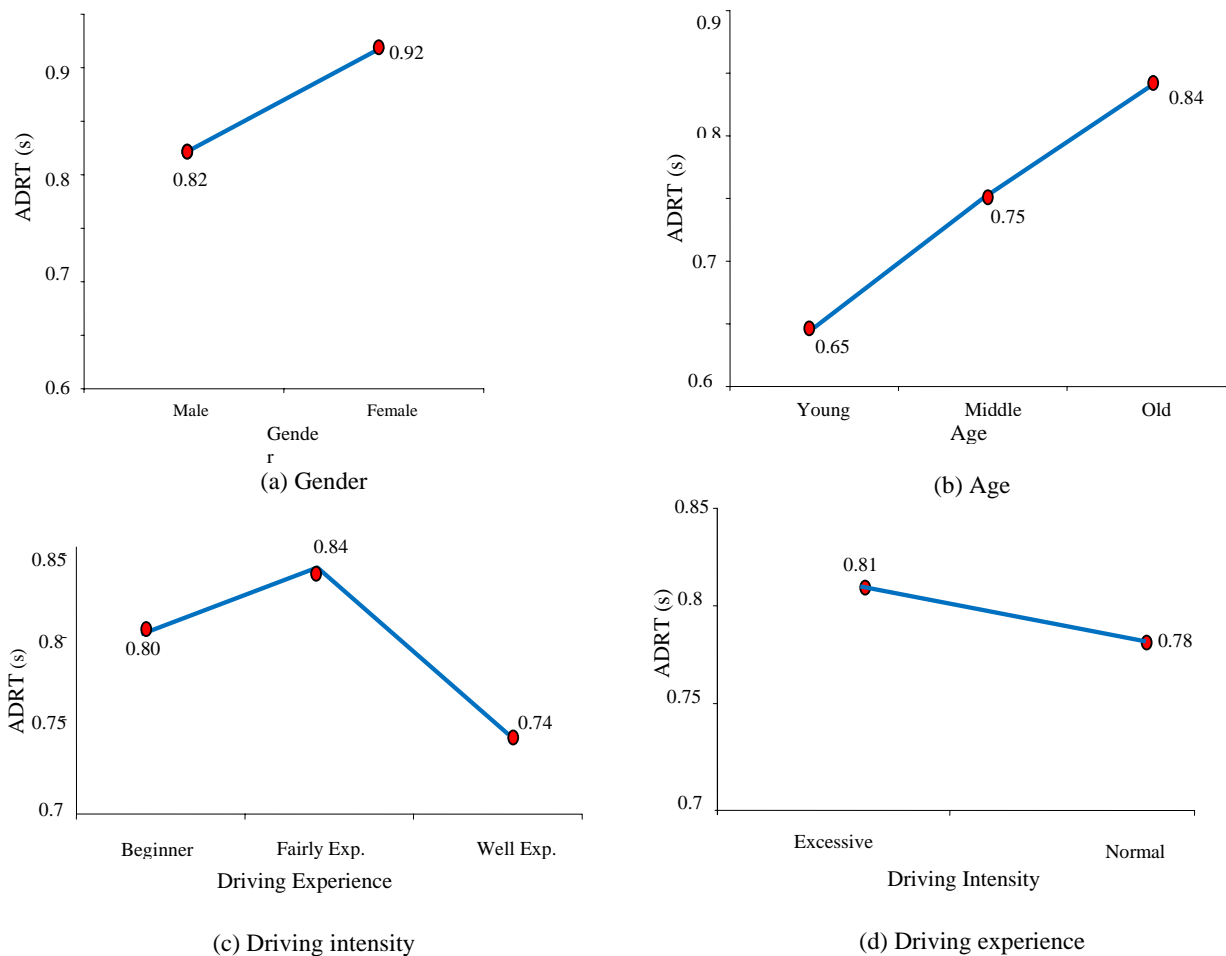 0.9
0.8
0.7
0.6
ADRT (s)
0.82
0.92
Male
Female
Gende
r
(a) Gender
0.9
0.8
0.7
0.6
ADRT (s)
0.65
0.75
0.84
Young
Middle
Old
Age
(b) Age
0.85
0.8
0.75
0.7
ADRT (s)
0.80
0.84
0.74
Beginner
Fairly Exp.
Well Exp.
Driving Experience
(c) Driving intensity
0.85
0.8
0.75
0.7
ADRT (s)
0.81
0.78
Excessive
Normal
Driving Intensity
(d) Driving experience